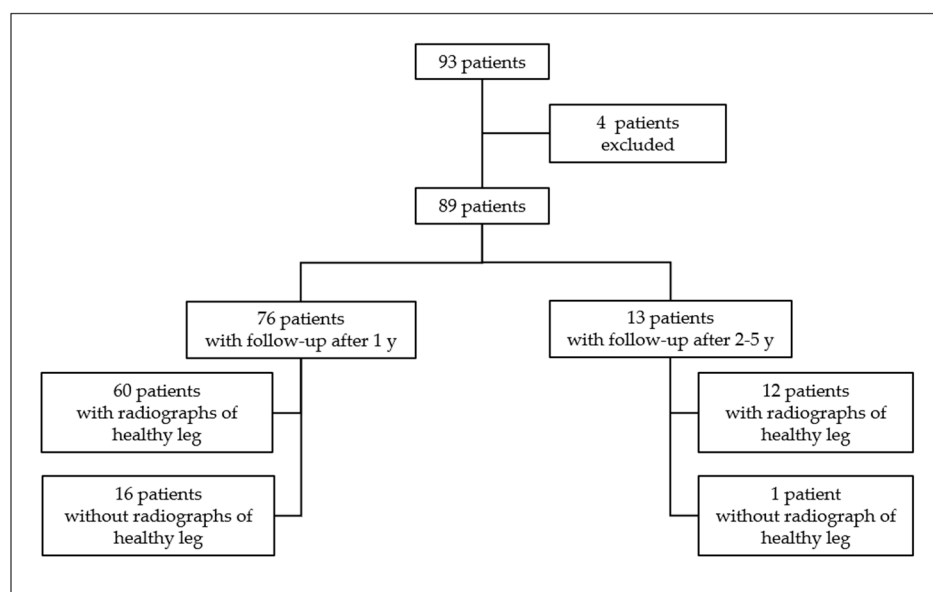 93 patients
4 patients
excluded
89 patients
76 patients
with follow-up after 1 y
13 patients
with follow-up after 2-5 y
60 patients
with radiographs of
healthy leg
12 patients
with radiographs of
healthy leg
16 patients
without radiographs of
healthy leg
1 patient
without radiograph of
healthy leg